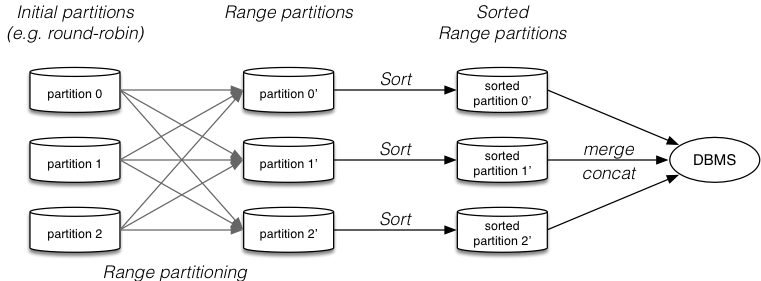 Initial partitions
(e.g. round-robin)
Range partitions
Sorted
Range partitions
partition 0
partition 0'
Sort
sorted
partition 0'
partition 1
partition 1'
Sort
sorted
partition 1'
merge
concat
DBMS
partition 2
partition 2'
Sort
sorted
partition 2'
Range partitioning